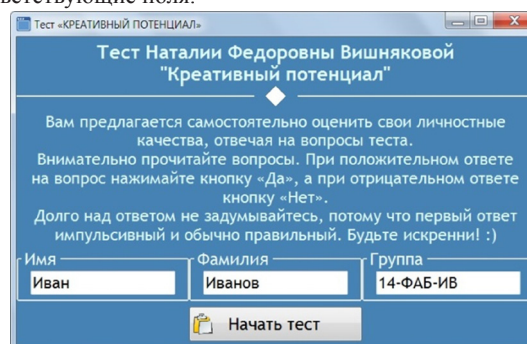 ветствующие поля.
Тест «КРЕАТИВНЫЙ ПОТЕНЦИАЛ»
Тест Наталии Федоровны Вишняковой
"Креативный потенциал"
Вам предлагается самостоятельно оценить свои личностные
качества, отвечая на вопросы теста.
Внимательно прочитайте вопросы. При положительном ответе
на вопрос нажимайте кнопку «Да», а при отрицательном ответе
кнопку «Нет».
Долго над ответом не задумывайтесь, потому что первый ответ
импульсивный и обычно правильный. Будьте искренни! :)
Имя Фамилия Группа
Иван Иванов 14-ФАБ-ИВ
Начать тест